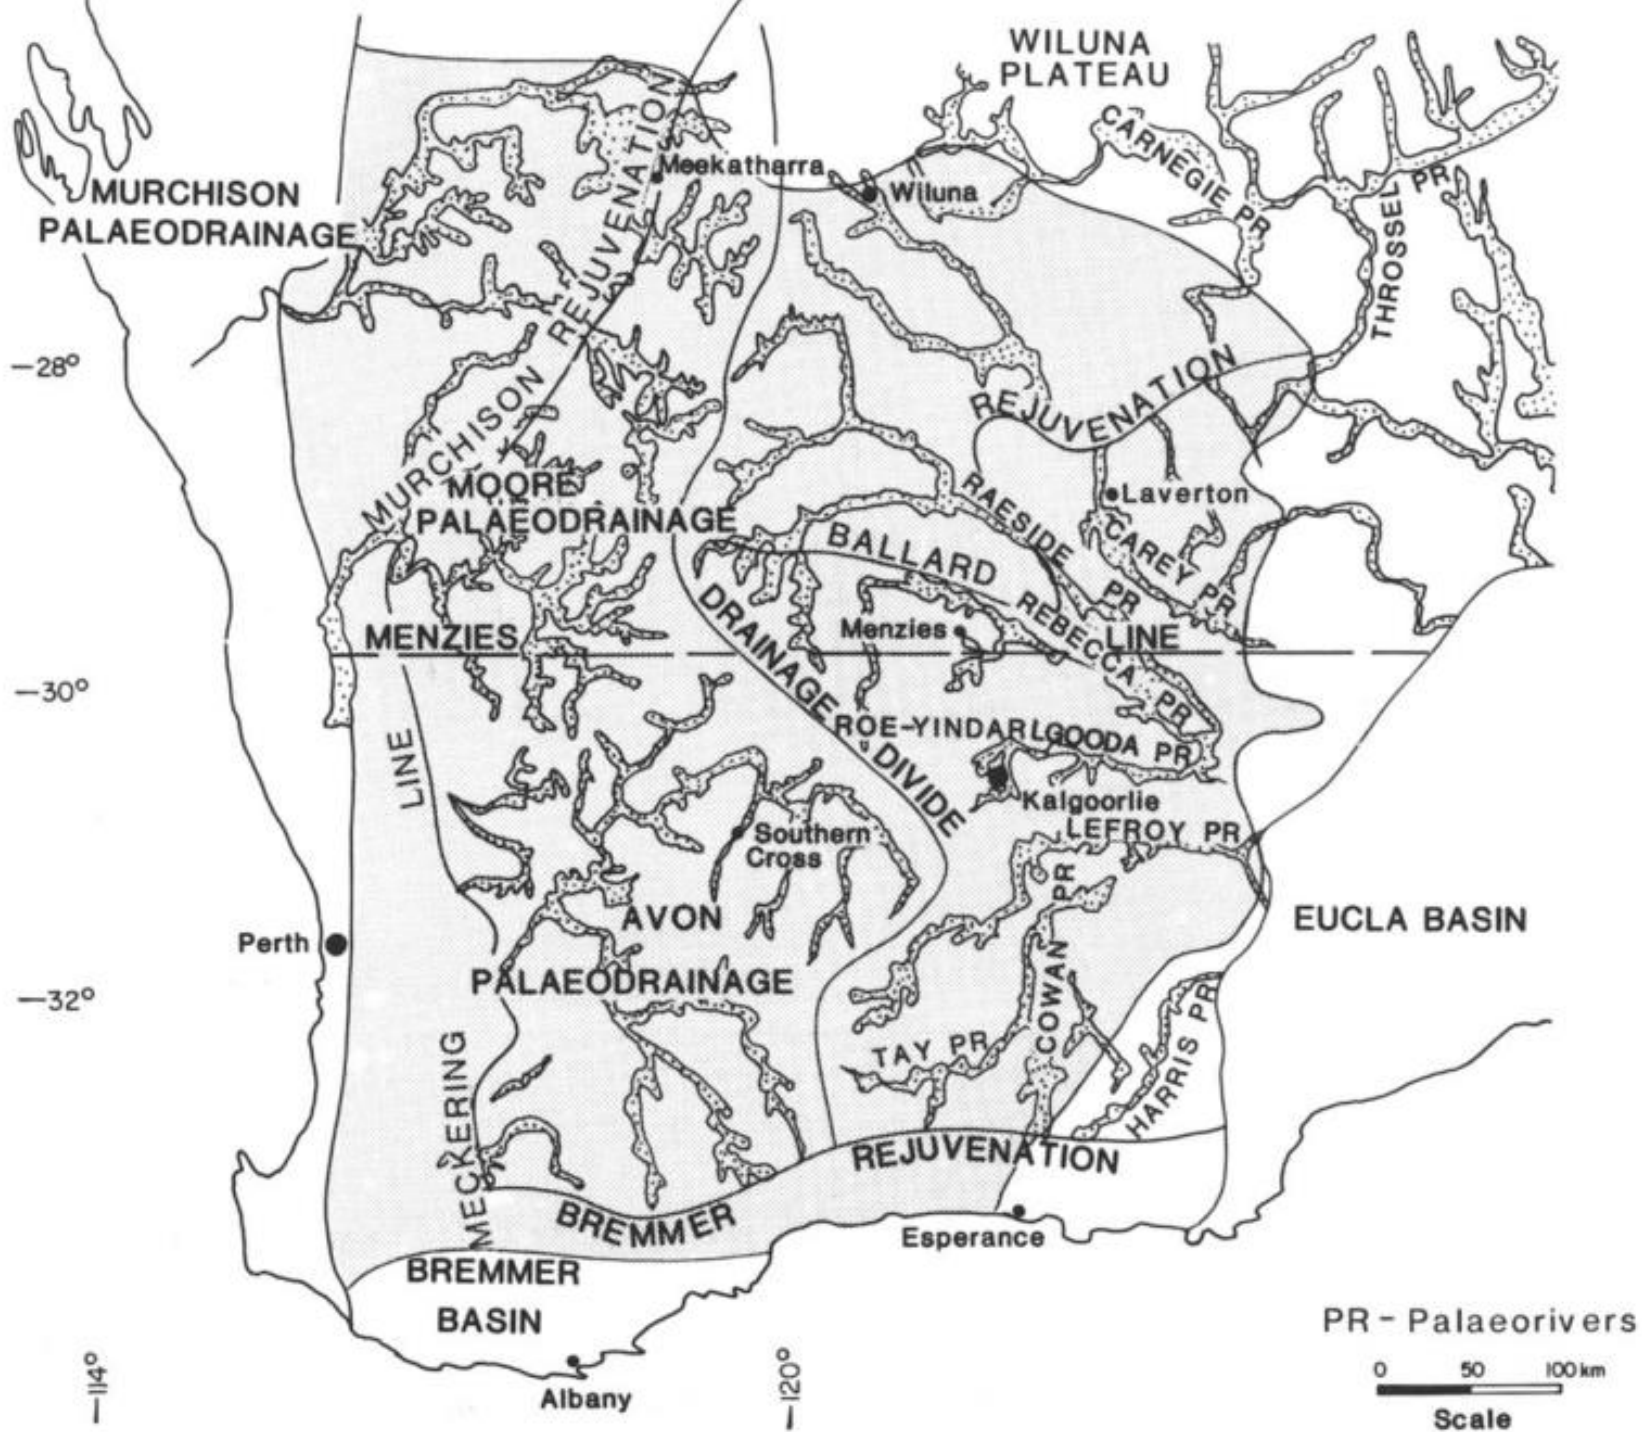 WILUNA
PLATEAU
CARNEGIE PR
THROSSEL PR
MURCHISON
PALAEODRAINAGE
MURCHISON REJUVENATION
Meekatharra
Wiluna
—28°
REJUVENATION
MOORE
PALAEODRAINAGE
RAESIDE PR
Laverton
CAREY PR
BALLARD
REBECCA PR
LINE
MENZIES
Menzies
DRAINAGE DIVIDE
—30°
ROE-YINDARLGOODA PR
Kalgoorlie
LEFROY PR
Southern
Cross
AVON
PALAEODRAINAGE
Perth
EUCLA BASIN
—32°
COWAN PR
TAY PR
HARRIS PR
MECKERING LINE
REJUVENATION
BREMMER
Esperance
BREMMER
BASIN
Albany
—114°
—120°
PR - Palaeorivers
0 50 100 km
Scale